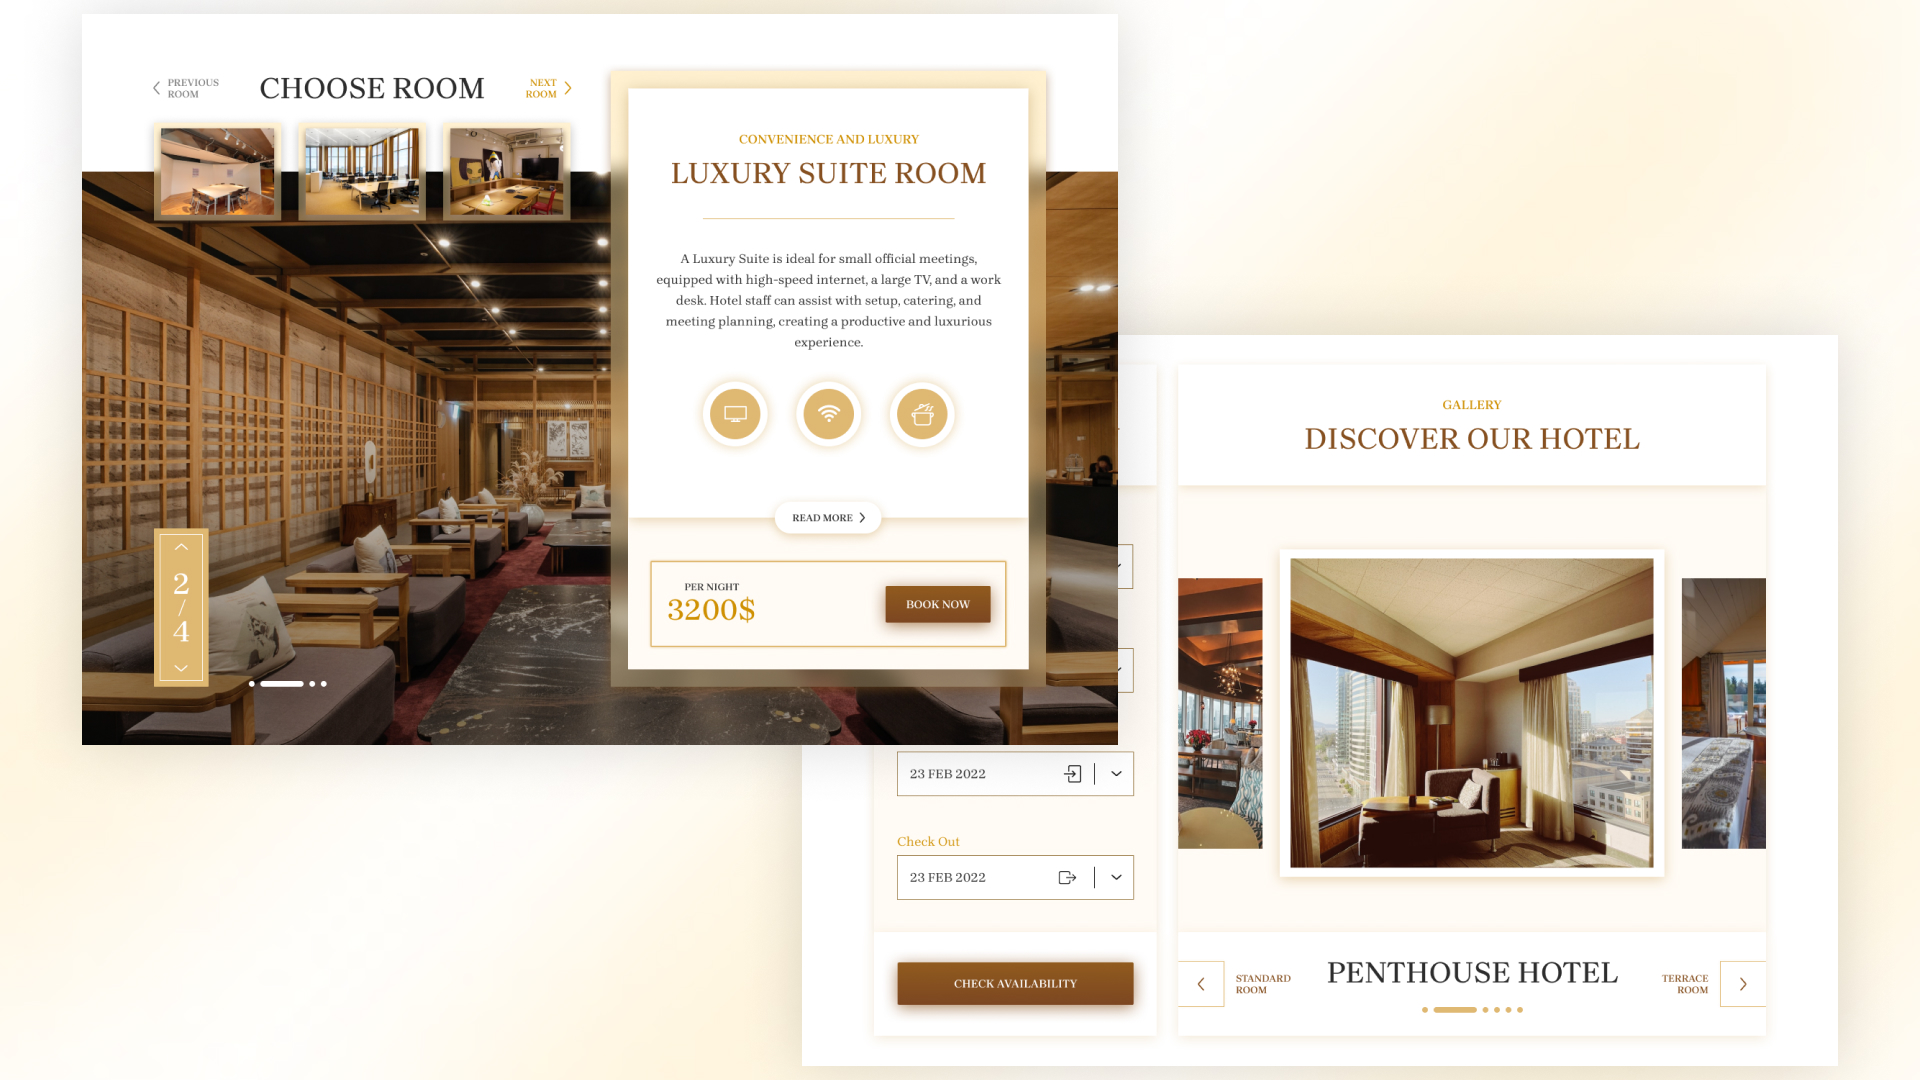 PREVIOUS
ROOM
CHOOSE ROOM
NEXT
ROOM
CONVENIENCE AND LUXURY
LUXURY SUITE ROOM
A Luxury Suite is ideal for small official meetings,
equipped with high-speed internet, a large TV, and a work
desk. Hotel staff can assist with setup, catering, and
meeting planning, creating a productive and luxurious
experience.
READ MORE
PER NIGHT
3200$
BOOK NOW
2
/
4
23 FEB 2022
Check Out
23 FEB 2022
CHECK AVAILABILITY
GALLERY
DISCOVER OUR HOTEL
STANDARD
ROOM
PENTHOUSE HOTEL
TERRACE
ROOM